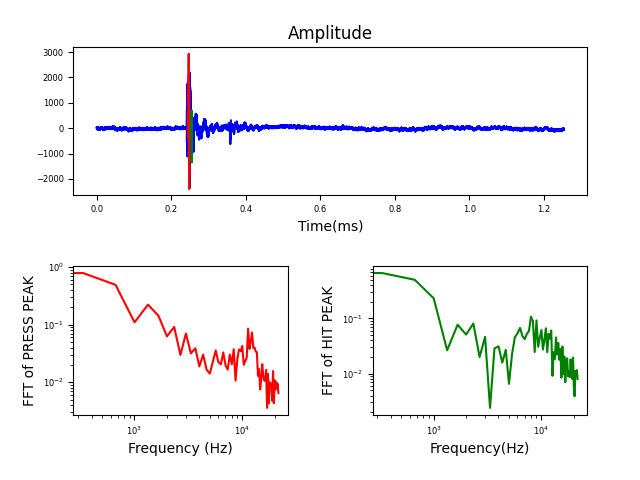 Amplitude
3000
2000
1000
0
−1000
−2000
0.0 0.2 0.4 0.6 0.8 1.0 1.2
Time(ms)
FFT of PRESS PEAK
10⁰
10⁻¹
10⁻²
10³ 10⁴
Frequency (Hz)
FFT of HIT PEAK
10⁻¹
10⁻²
10³ 10⁴
Frequency(Hz)